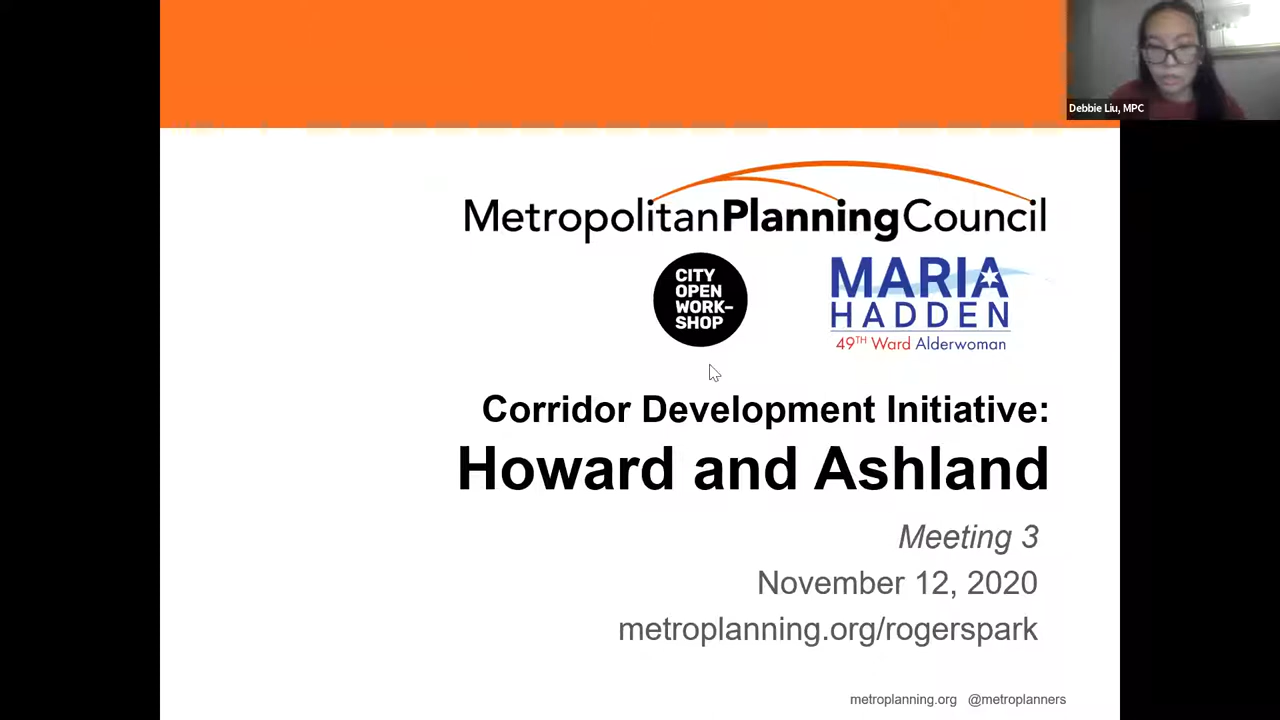 Debbie Liu, MPC
MetropolitanPlanningCouncil
CITY
OPEN
WORK–
SHOP
MARIA
HADDEN
49TH Ward Alderwoman
Corridor Development Initiative:
Howard and Ashland
Meeting 3
November 12, 2020
metroplanning.org/rogerspark
metroplanning.org @metroplanners